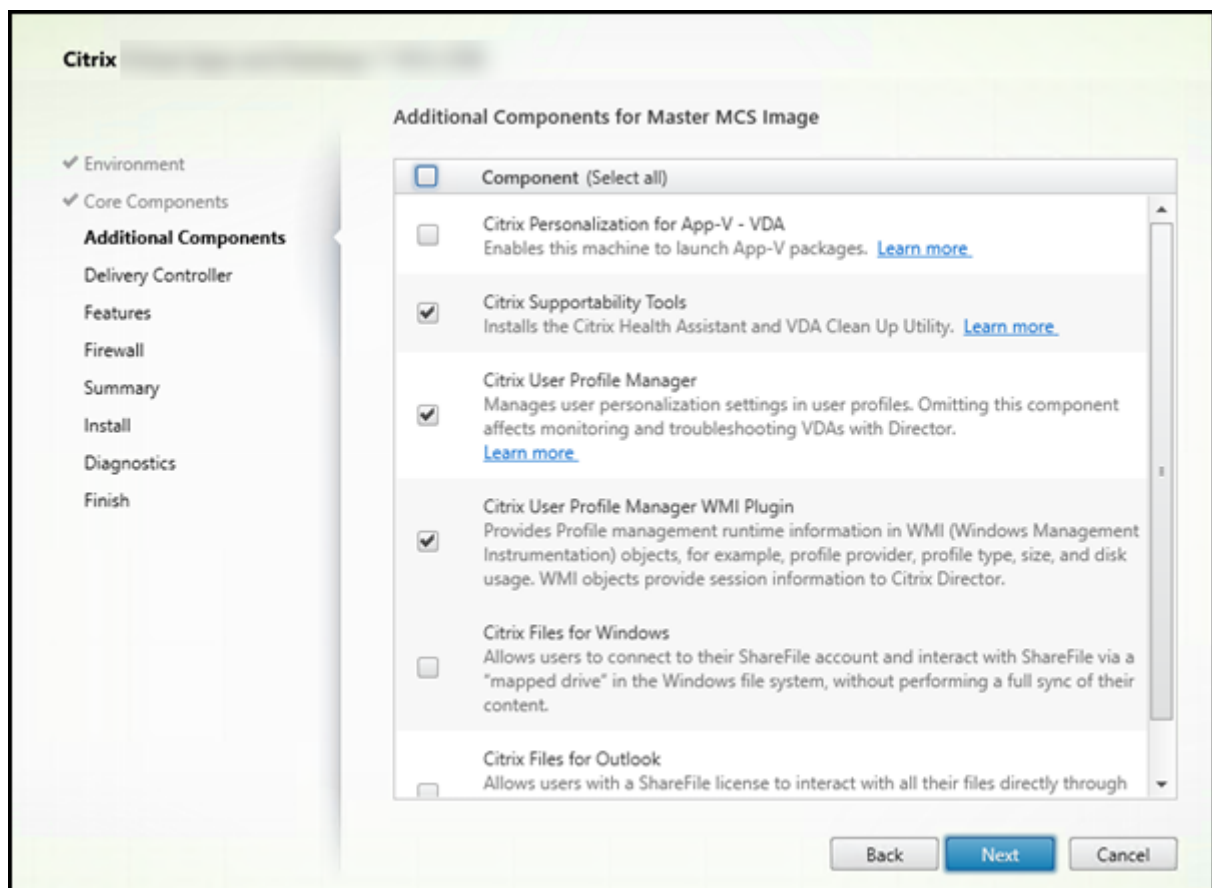 Citrix
Additional Components for Master MCS Image
Environment
Core Components
Additional Components
Delivery Controller
Features
Firewall
Summary
Install
Diagnostics
Finish
Component (Select all)
Citrix Personalization for App-V - VDA
Enables this machine to launch App-V packages. Learn more
Citrix Supportability Tools
Installs the Citrix Health Assistant and VDA Clean Up Utility. Learn more
Citrix User Profile Manager
Manages user personalization settings in user profiles. Omitting this component
affects monitoring and troubleshooting VDAs with Director.
Learn more
Citrix User Profile Manager WMI Plugin
Provides Profile management runtime information in WMI (Windows Management
Instrumentation) objects, for example, profile provider, profile type, size, and disk
usage. WMI objects provide session information to Citrix Director.
Citrix Files for Windows
Allows users to connect to their ShareFile account and interact with ShareFile via a
"mapped drive" in the Windows file system, without performing a full sync of their
content.
Citrix Files for Outlook
Allows users with a ShareFile license to interact with all their files directly through
Back
Next
Cancel